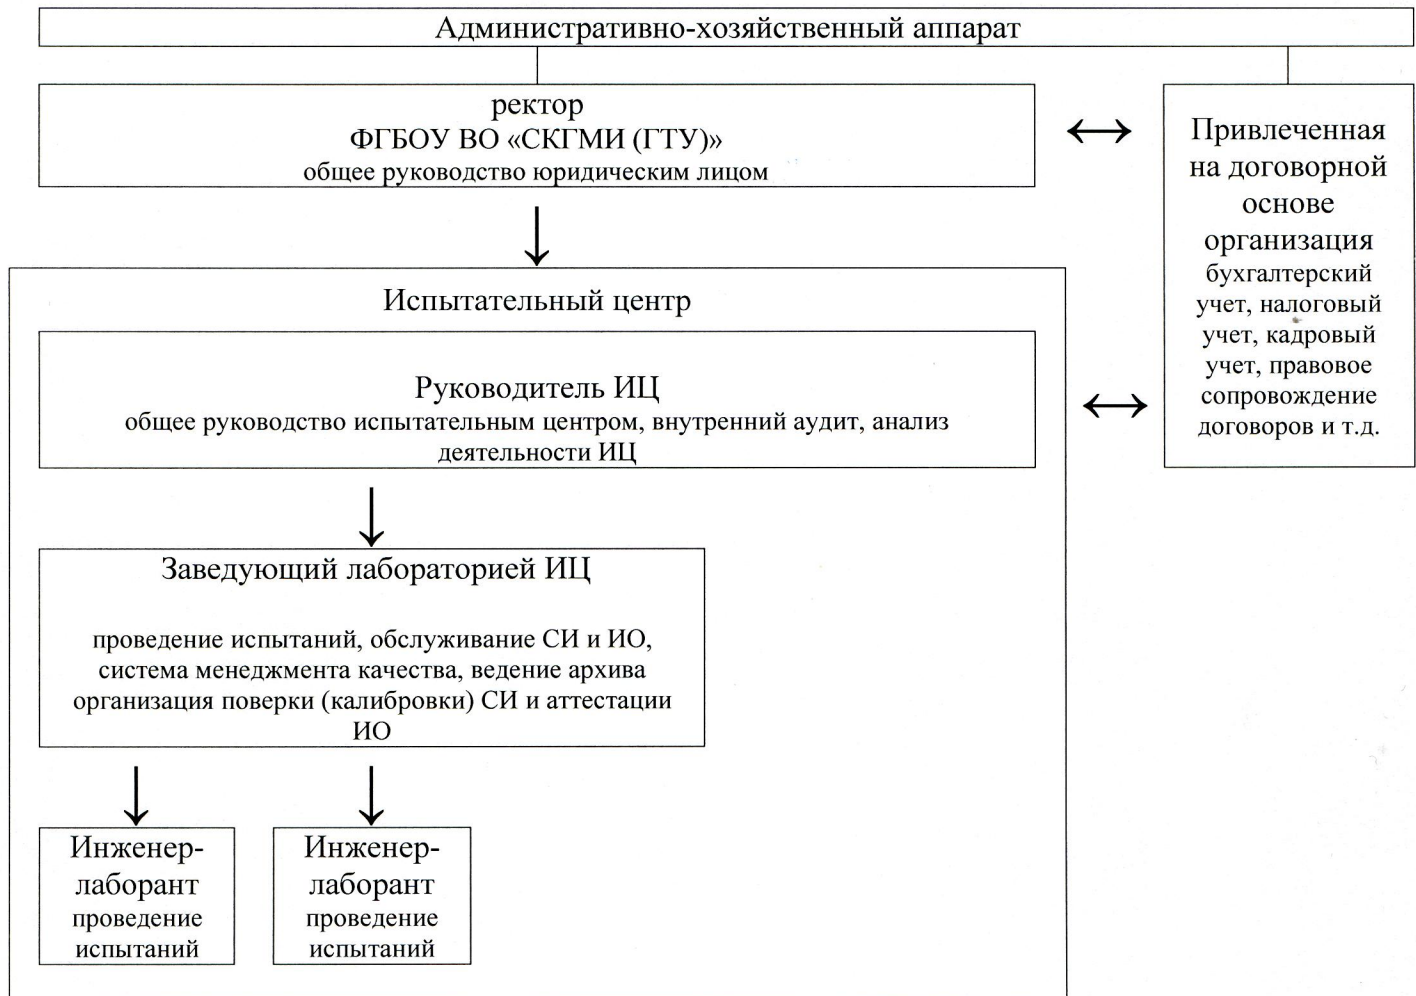 Административно-хозяйственный аппарат
ректор
ФГБОУ ВО «СКГМИ (ГТУ)»
общее руководство юридическим лицом
Привлеченная
на договорной
основе
организация
бухгалтерский
учет, налоговый
учет, кадровый
учет, правовое
сопровождение
договоров и т.д.
Испытательный центр
Руководитель ИЦ
общее руководство испытательным центром, внутренний аудит, анализ
деятельности ИЦ
Заведующий лабораторией ИЦ
проведение испытаний, обслуживание СИ и ИО,
система менеджмента качества, ведение архива
организация поверки (калибровки) СИ и аттестации
ИО
Инженер-
лаборант
проведение
испытаний
Инженер-
лаборант
проведение
испытаний